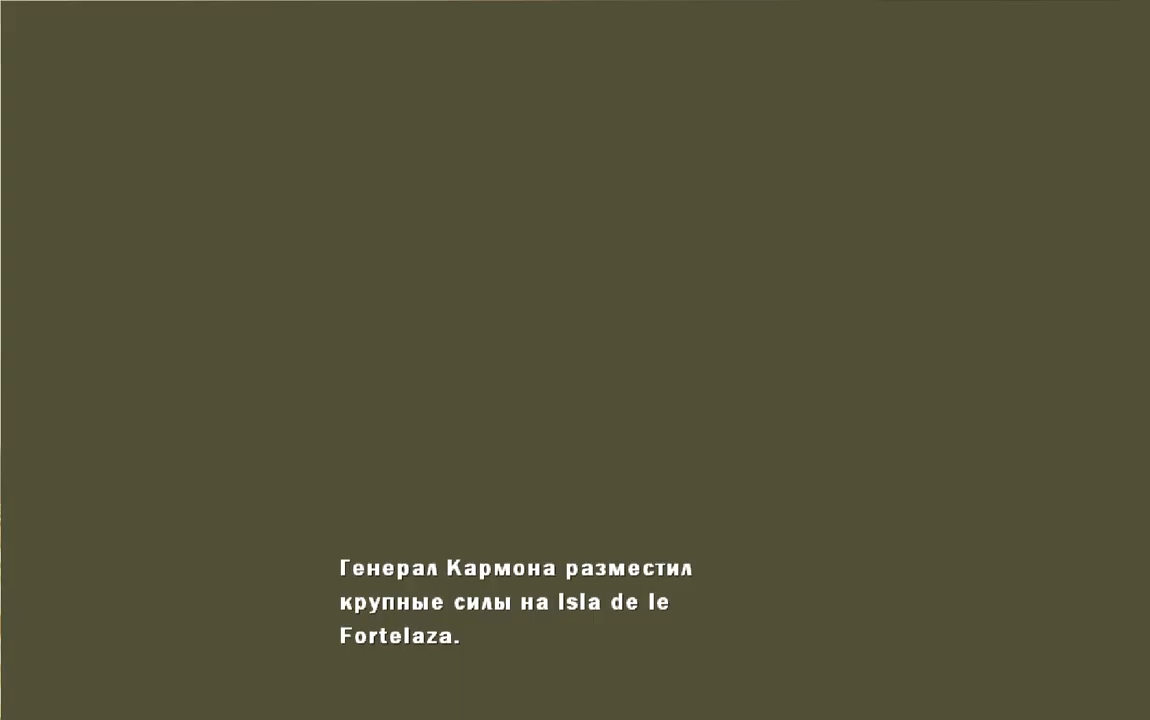 Генерал Кармона разместил
крупные силы на Isla de le
Fortelaza.